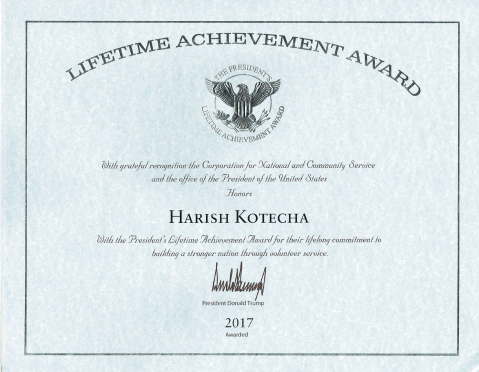 LIFETIME ACHIEVEMENT AWARD
THE PRESIDENT'S
LIFETIME ACHIEVEMENT AWARD
With grateful recognition the Corporation for National and Community Service
and the office of the President of the United States
Honors
HARISH KOTECHA
With the President's Lifetime Achievement Award for their lifelong commitment to
building a stronger nation through volunteer service.
President Donald Trump
2017
Awarded